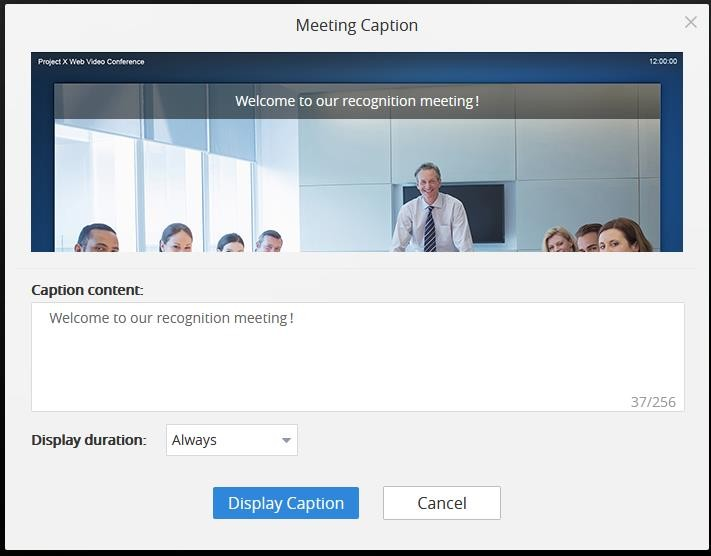 Meeting Caption
Project X Web Video Conference 12:00:00
Welcome to our recognition meeting!
Caption content:
Welcome to our recognition meeting!
37/256
Display duration: Always
Display Caption Cancel